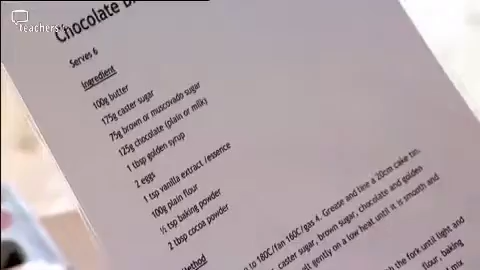 teachers
Chocolate
Serves 6
Ingredient
100g butter
175g caster sugar
75g brown or muscovado sugar
125g chocolate (plain or milk)
1 tbsp golden syrup
2 eggs
1 tsp vanilla extract /essence
100g plain flour
½ tsp baking powder
2 tbsp cocoa powder
Method
to 180C/fan 160C/gas 4. Grease and line a 20cm cake tin.
caster sugar, brown sugar, chocolate and golden
gently on a low heat until it is smooth and
the fork until light and
flour, baking
mix